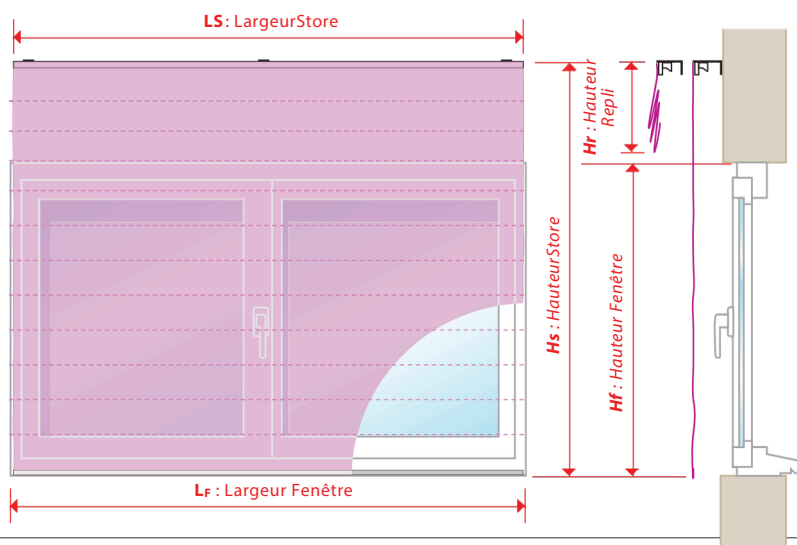 LS: LargeurStore
Hr : Hauteur
Repli
Hs : HauteurStore
Hf : Hauteur Fenêtre
LF : Largeur Fenêtre